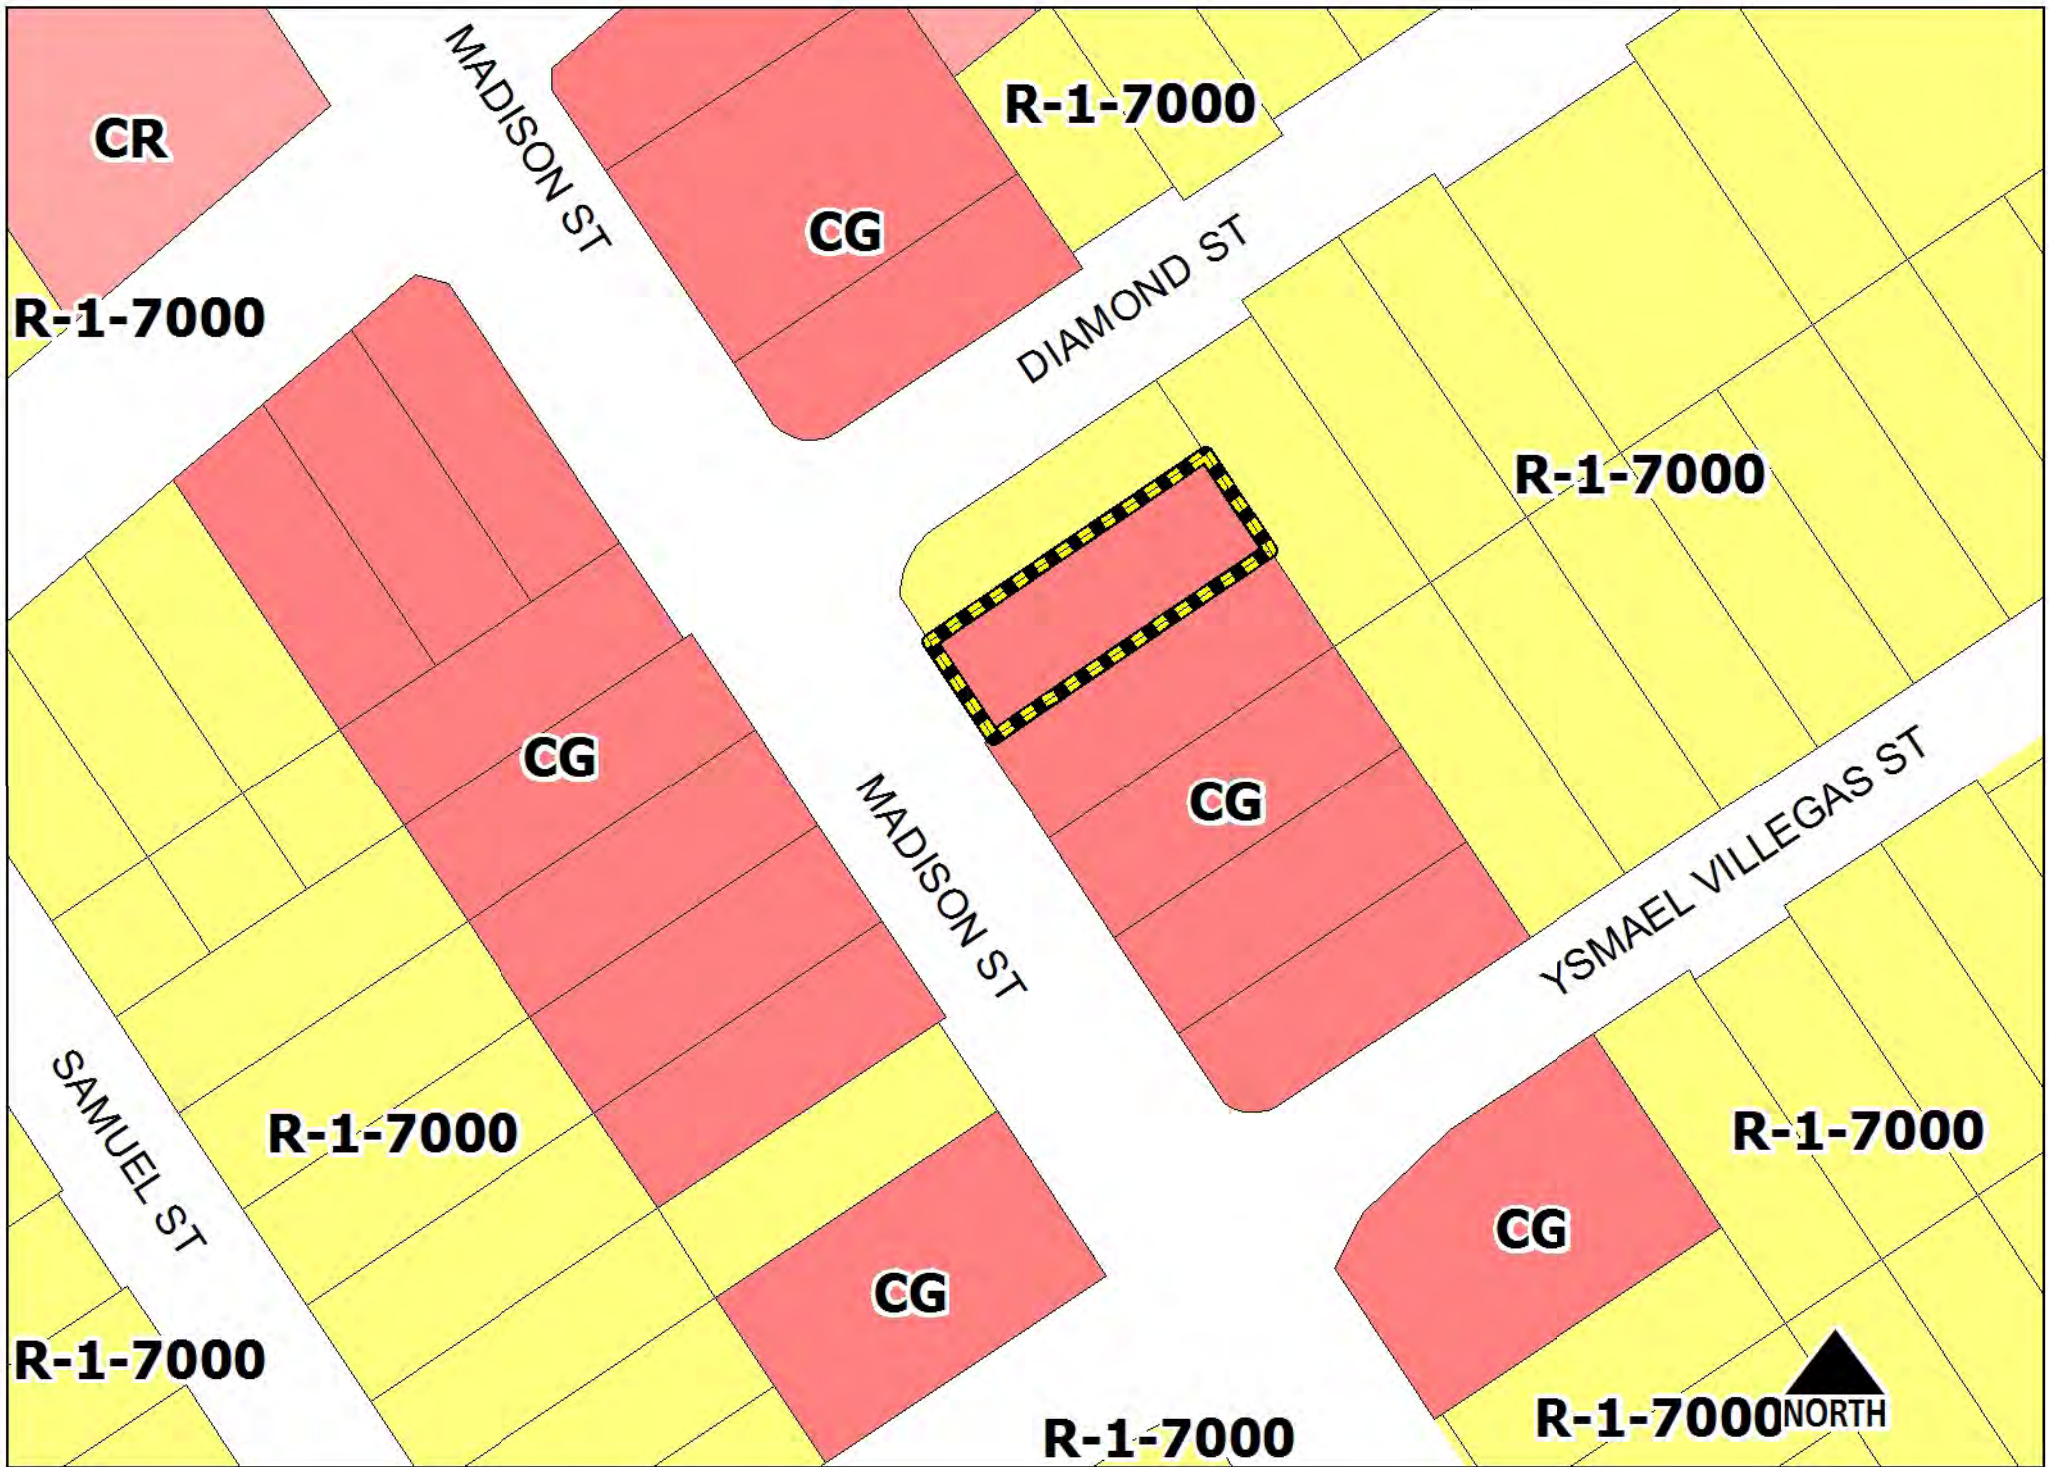 MADISON ST
R-1-7000
CR
CG
DIAMOND ST
R-1-7000
R-1-7000
CG
CG
MADISON ST
YSMAEL VILLEGAS ST
SAMUEL ST
R-1-7000
R-1-7000
CG
CG
R-1-7000
R-1-7000
R-1-7000
NORTH